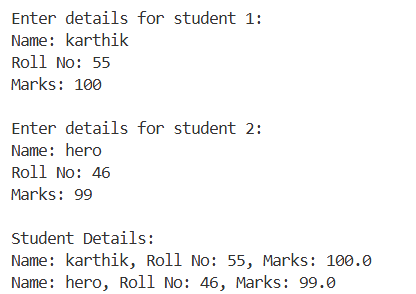 Enter details for student 1:
Name: karthik
Roll No: 55
Marks: 100
Enter details for student 2:
Name: hero
Roll No: 46
Marks: 99
Student Details:
Name: karthik, Roll No: 55, Marks: 100.0
Name: hero, Roll No: 46, Marks: 99.0